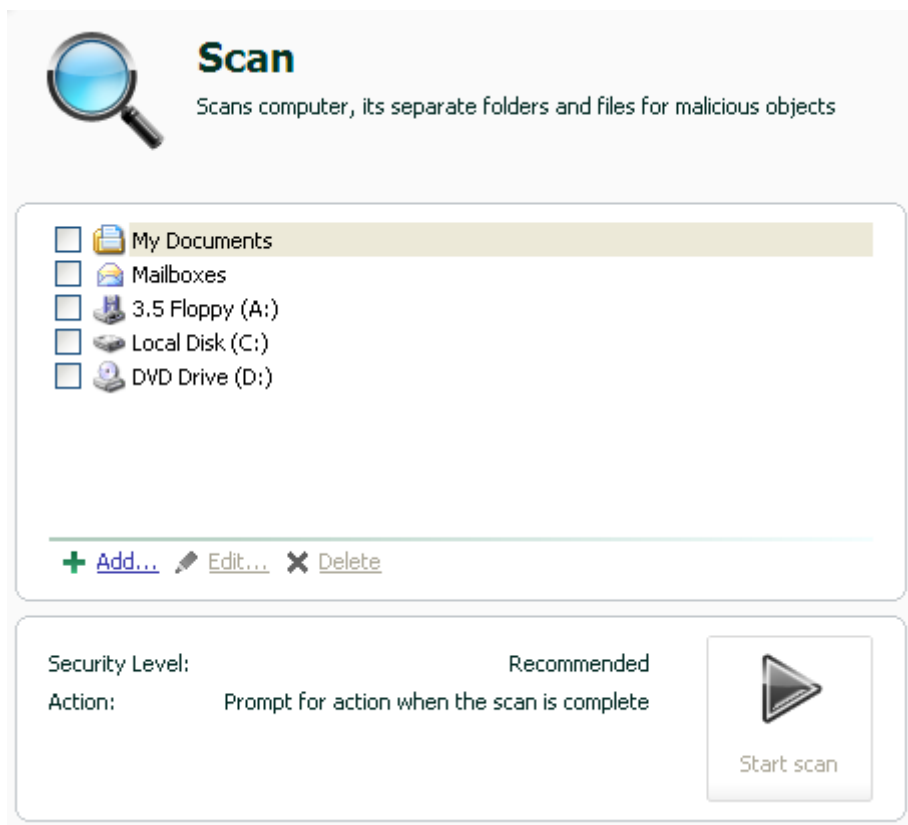 Scan
Scans computer, its separate folders and files for malicious objects
My Documents
Mailboxes
3.5 Floppy (A:)
Local Disk (C:)
DVD Drive (D:)
Add... Edit... Delete
Security Level: Recommended
Action: Prompt for action when the scan is complete
Start scan